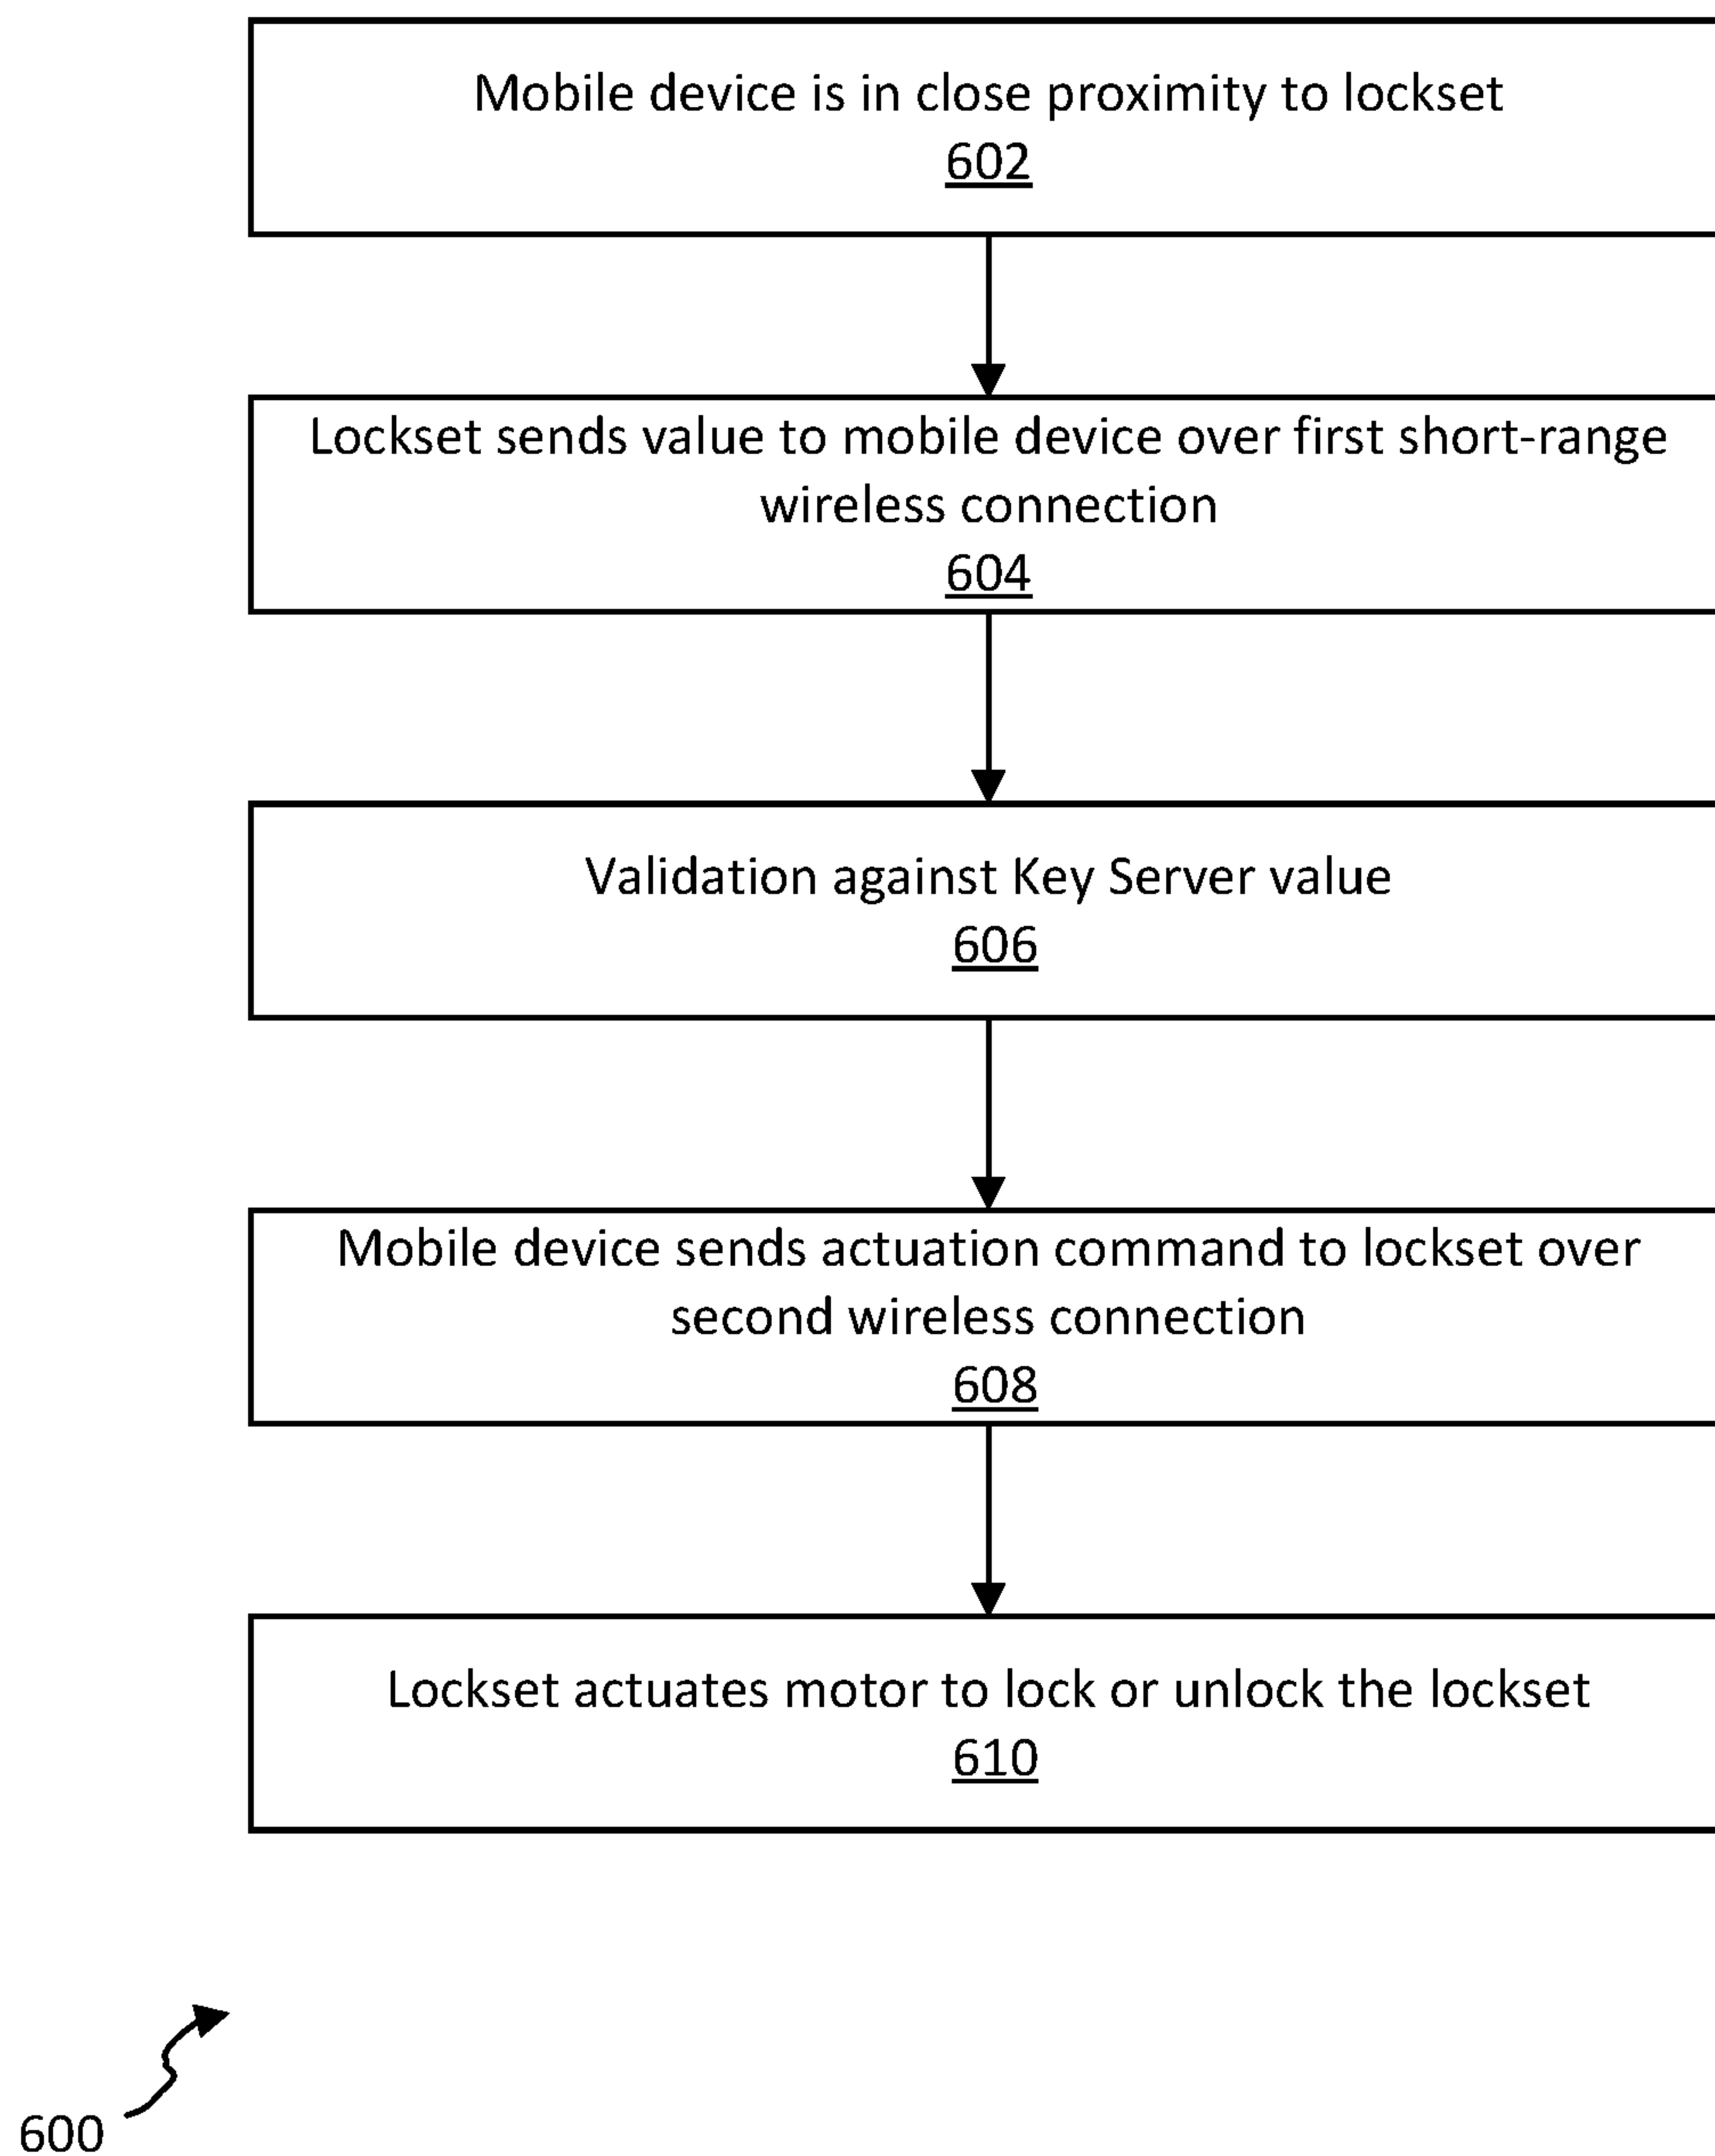 Mobile device is in close proximity to lockset
602
Lockset sends value to mobile device over first short-range
wireless connection
604
Validation against Key Server value
606
Mobile device sends actuation command to lockset over
second wireless connection
608
Lockset actuates motor to lock or unlock the lockset
610
600